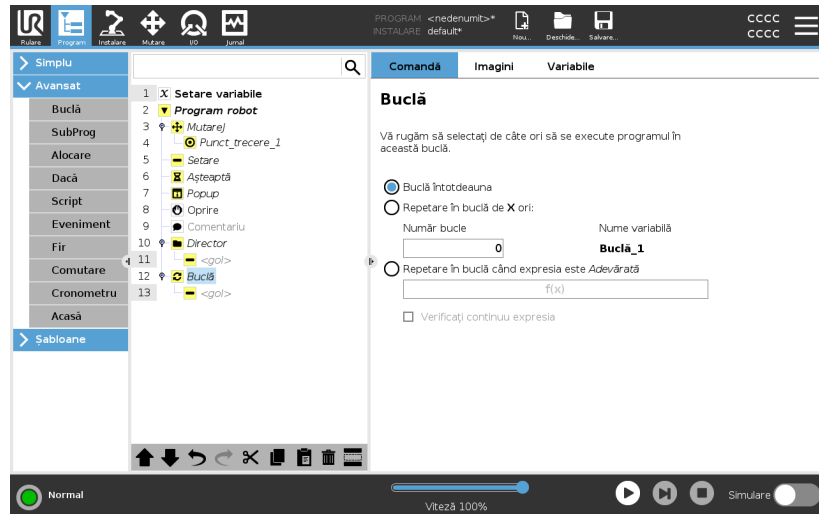 UR
Rulare
Program
Instalare
Mutare
I/O
Jurnal
PROGRAM <nedenumit>*
INSTALARE default*
Nou...
Deschide...
Salvare...
cccc
cccc
Simplu
Avansat
Buclă
SubProg
Alocare
Dacă
Script
Eveniment
Fir
Comutare
Cronometru
Acasă
Șabloane
1 X Setare variabile
2 Program robot
3 MutareJ
4 Punct_trecere_1
5 Setare
6 Așteaptă
7 Popup
8 Oprire
9 Comentariu
10 Director
11 <gol>
12 Buclă
13 <gol>
Comandă Imagini Variabile
Buclă
Vă rugăm să selectați de câte ori să se execute programul în
această buclă.
Buclă întotdeauna
Repetare în buclă de X ori:
Număr bucle Nume variabilă
0 Buclă_1
Repetare în buclă când expresia este Adevărată
f(x)
Verificați continuu expresia
Normal
Viteză 100%
Simulare